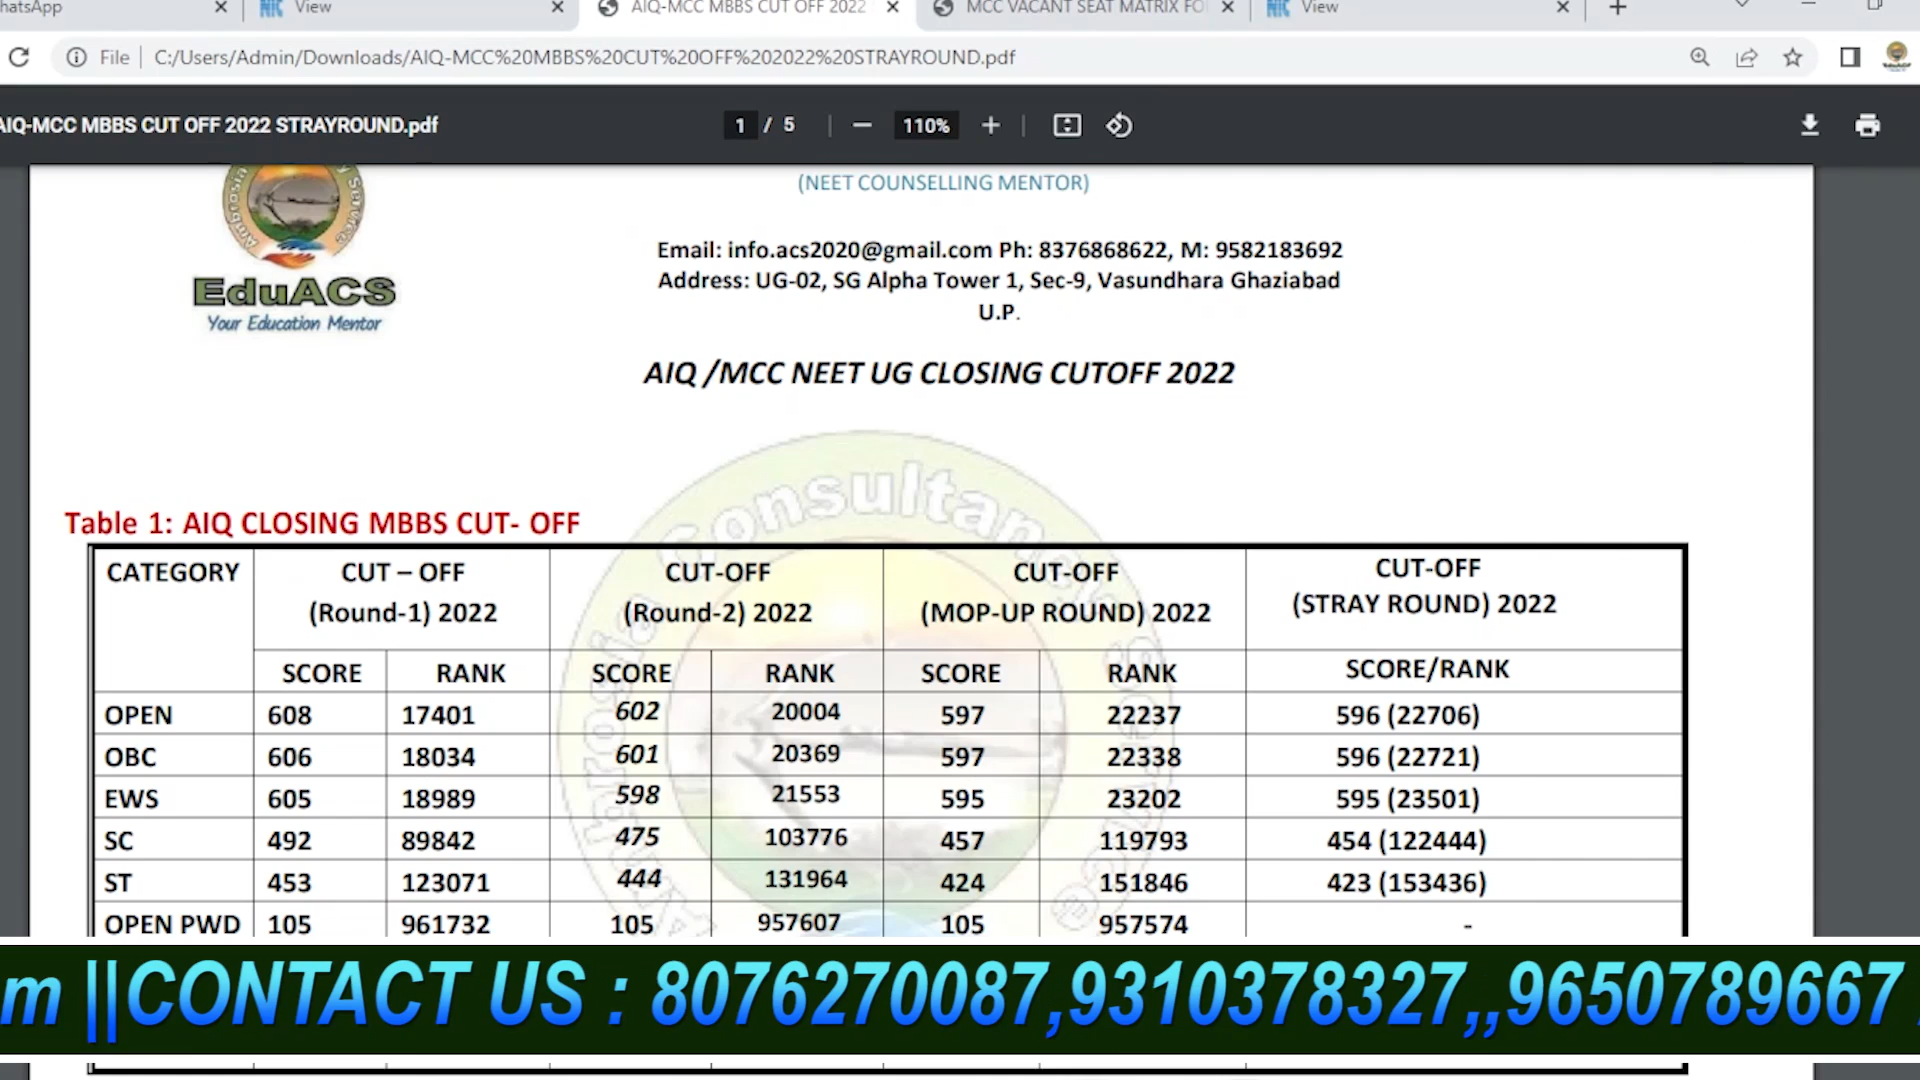 hatsApp
NIC View
AIQ-MCC MBBS CUT OFF 2022
MCC VACANT SEAT MATRIX FO
NIC View
File
C:/Users/Admin/Downloads/AIQ-MCC%20MBBS%20CUT%20OFF%202022%20STRAYROUND.pdf
AIQ-MCC MBBS CUT OFF 2022 STRAYROUND.pdf
1 / 5
110%
(NEET COUNSELLING MENTOR)
Email: info.acs2020@gmail.com Ph: 8376868622, M: 9582183692
Address: UG-02, SG Alpha Tower 1, Sec-9, Vasundhara Ghaziabad
U.P.
EduACS
Your Education Mentor
AIQ /MCC NEET UG CLOSING CUTOFF 2022
Table 1: AIQ CLOSING MBBS CUT- OFF
CATEGORY CUT – OFF (Round-1) 2022 CUT-OFF (Round-2) 2022 CUT-OFF (MOP-UP ROUND) 2022 CUT-OFF (STRAY ROUND) 2022
SCORE RANK SCORE RANK SCORE RANK SCORE/RANK
OPEN 608 17401 602 20004 597 22237 596 (22706)
OBC 606 18034 601 20369 597 22338 596 (22721)
EWS 605 18989 598 21553 595 23202 595 (23501)
SC 492 89842 475 103776 457 119793 454 (122444)
ST 453 123071 444 131964 424 151846 423 (153436)
OPEN PWD 105 961732 105 957607 105 957574 -
m ||CONTACT US : 8076270087,9310378327,,9650789667